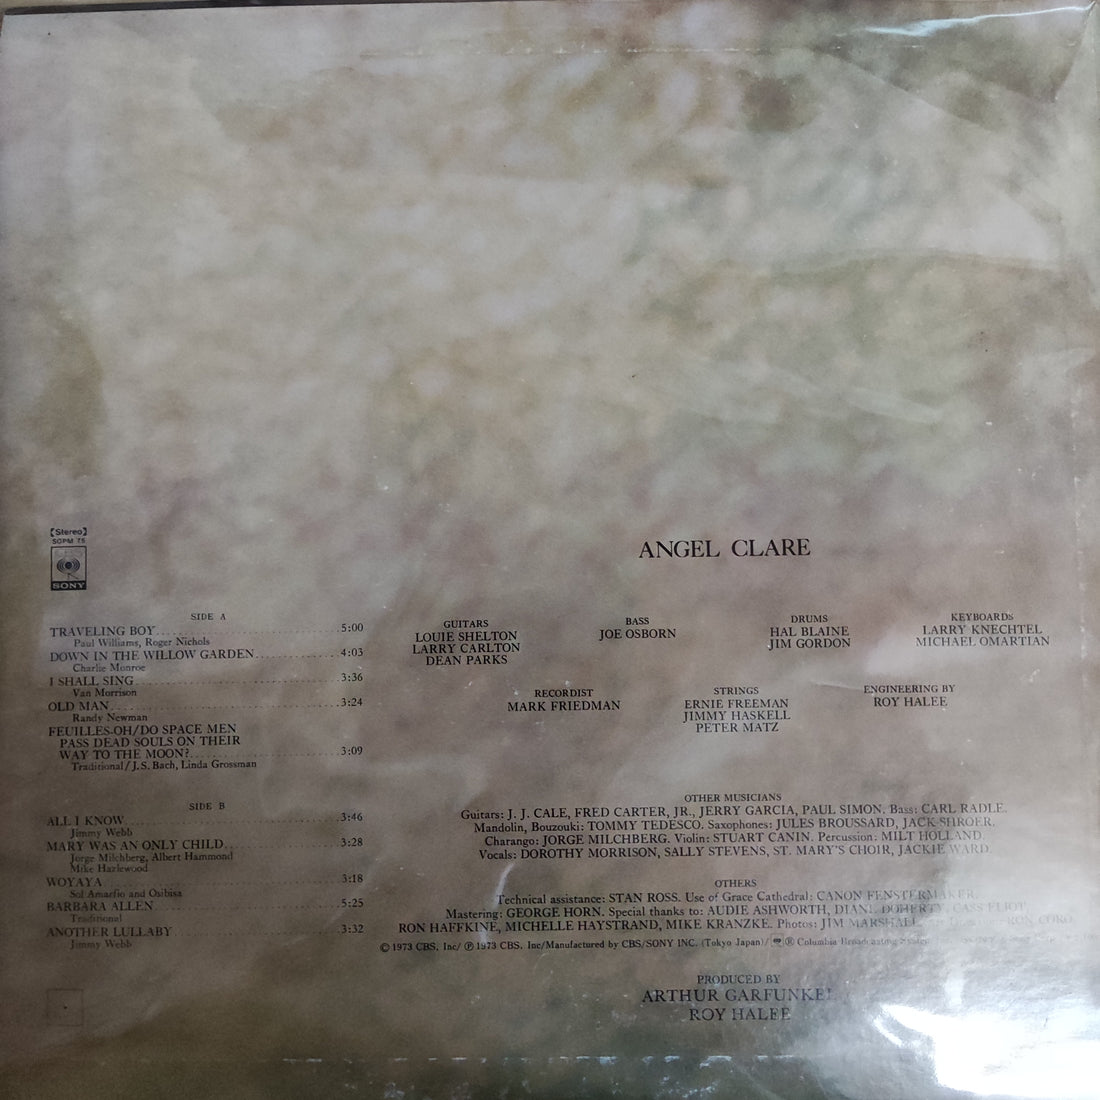 【Stereo】
SOPM 75
SONY
ANGEL CLARE
SIDE A
TRAVELING BOY 5:00
Paul Williams, Roger Nichols
DOWN IN THE WILLOW GARDEN 4:03
Charlie Monroe
I SHALL SING 3:36
Van Morrison
OLD MAN 3:24
Randy Newman
FEUILLES-OH/DO SPACE MEN
PASS DEAD SOULS ON THEIR
WAY TO THE MOON? 3:09
Traditional/J.S. Bach, Linda Grossman
SIDE B
ALL I KNOW 3:46
Jimmy Webb
MARY WAS AN ONLY CHILD 3:28
Jorge Milchberg, Albert Hammond
Mike Hazlewood
WOYAYA 3:18
Sol Amarfio and Osibisa
BARBARA ALLEN 5:25
Traditional
ANOTHER LULLABY 3:32
Jimmy Webb
GUITARS
LOUIE SHELTON
LARRY CARLTON
DEAN PARKS
BASS
JOE OSBORN
DRUMS
HAL BLAINE
JIM GORDON
KEYBOARDS
LARRY KNECHTEL
MICHAEL OMARTIAN
RECORDIST
MARK FRIEDMAN
STRINGS
ERNIE FREEMAN
JIMMY HASKELL
PETER MATZ
ENGINEERING BY
ROY HALEE
OTHER MUSICIANS
Guitars: J. J. CALE, FRED CARTER, JR., JERRY GARCIA, PAUL SIMON. Bass: CARL RADLE.
Mandolin, Bouzouki: TOMMY TEDESCO. Saxophones: JULES BROUSSARD, JACK SHROER.
Charango: JORGE MILCHBERG. Violin: STUART CANIN. Percussion: MILT HOLLAND.
Vocals: DOROTHY MORRISON, SALLY STEVENS, ST. MARY'S CHOIR, JACKIE WARD.
OTHERS
Technical assistance: STAN ROSS. Use of Grace Cathedral: CANON FENSTERMAKER.
Mastering: GEORGE HORN. Special thanks to: AUDIE ASHWORTH, DIANE DOHERTY, CASS ELIOT,
RON HAFFKINE, MICHELLE HAYSTRAND, MIKE KRANZKE. Photos: JIM MARSHALL RON CORO
© 1973 CBS. Inc/ ℗ 1973 CBS. Inc/Manufactured by CBS/SONY INC. (Tokyo Japan)/ ® Columbia Broadcasting
PRODUCED BY
ARTHUR GARFUNKEL
ROY HALEE